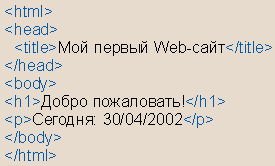 <html>
<head>
<title>Мой первый Web-сайт</title>
</head>
<body>
<h1>Добро пожаловать!</h1>
<p>Сегодня: 30/04/2002</p>
</body>
</html>